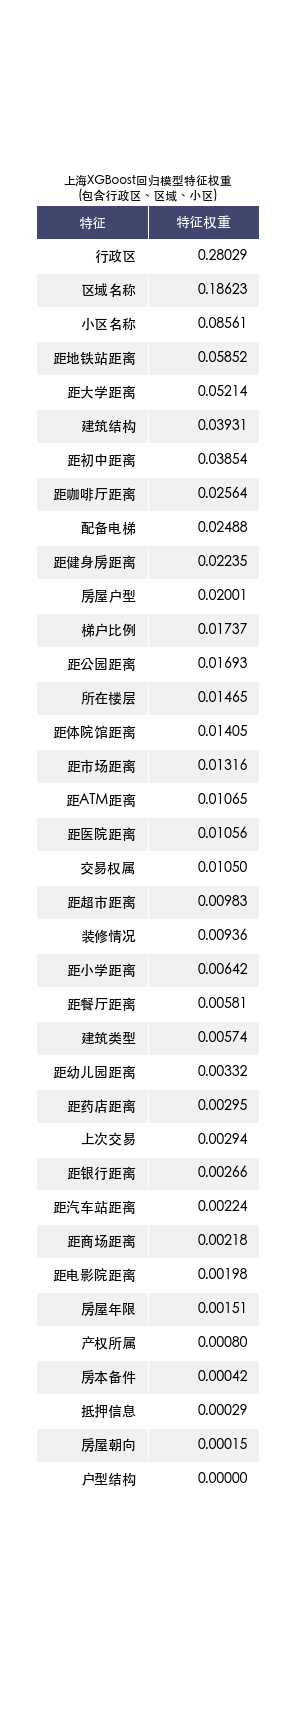 上海XGBoost回归模型特征权重
(包含行政区、区域、小区)
特征 特征权重
行政区 0.28029
区域名称 0.18623
小区名称 0.08561
距地铁站距离 0.05852
距大学距离 0.05214
建筑结构 0.03931
距初中距离 0.03854
距咖啡厅距离 0.02564
配备电梯 0.02488
距健身房距离 0.02235
房屋户型 0.02001
梯户比例 0.01737
距公园距离 0.01693
所在楼层 0.01465
距体院馆距离 0.01405
距市场距离 0.01316
距ATM距离 0.01065
距医院距离 0.01056
交易权属 0.01050
距超市距离 0.00983
装修情况 0.00936
距小学距离 0.00642
距餐厅距离 0.00581
建筑类型 0.00574
距幼儿园距离 0.00332
距药店距离 0.00295
上次交易 0.00294
距银行距离 0.00266
距汽车站距离 0.00224
距商场距离 0.00218
距电影院距离 0.00198
房屋年限 0.00151
产权所属 0.00080
房本备件 0.00042
抵押信息 0.00029
房屋朝向 0.00015
户型结构 0.00000